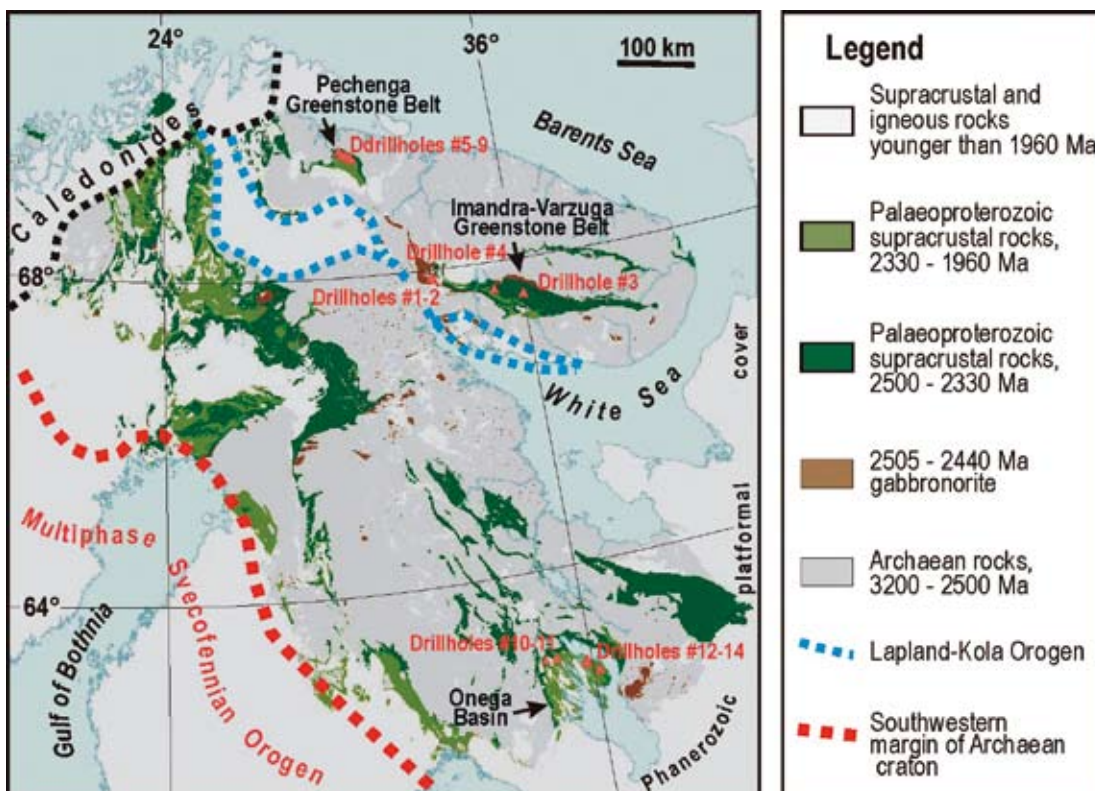 24°
36°
100 km
Pechenga
Greenstone Belt
Ddrillholes #5-9
Barents Sea
Caledonides
Imandra-Varzuga
Greenstone Belt
Drillhole #4
Drillhole #3
68°
Drillholes #1-2
White Sea
cover
platformal
Phanerozoic
Multiphase
Svecofennian Orogen
64°
Gulf of Bothnia
Drillholes #10-11
Drillholes #12-14
Onega
Basin
Legend
Supracrustal and
igneous rocks
younger than 1960 Ma
Palaeoproterozoic
supracrustal rocks,
2330 - 1960 Ma
Palaeoproterozoic
supracrustal rocks,
2500 - 2330 Ma
2505 - 2440 Ma
gabbronorite
Archaean rocks,
3200 - 2500 Ma
Lapland-Kola Orogen
Southwestern
margin of Archaean
craton